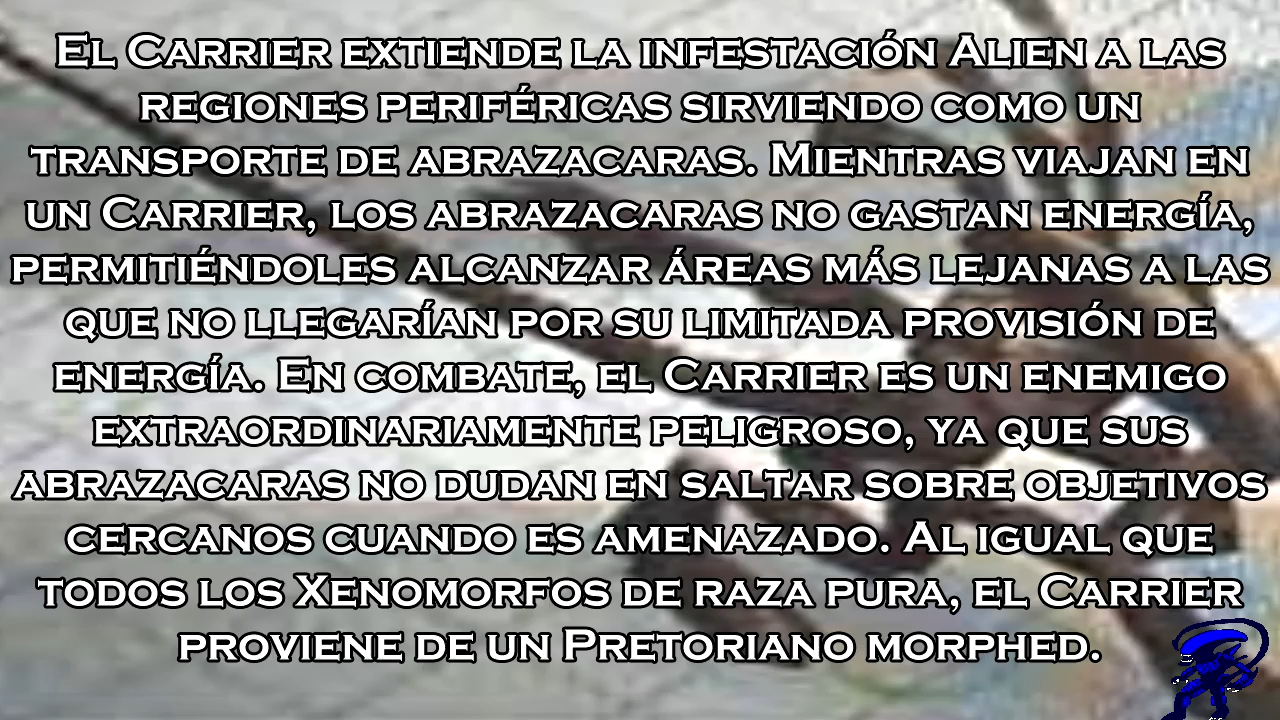 El Carrier extiende la infestación Alien a las
regiones periféricas sirviendo como un
transporte de abrazacaras. Mientras viajan en
un Carrier, los abrazacaras no gastan energía,
permitiéndoles alcanzar áreas más lejanas a las
que no llegarían por su limitada provisión de
energía. En combate, el Carrier es un enemigo
extraordinariamente peligroso, ya que sus
abrazacaras no dudan en saltar sobre objetivos
cercanos cuando es amenazado. Al igual que
todos los Xenomorfos de raza pura, el Carrier
proviene de un Pretoriano morphed.